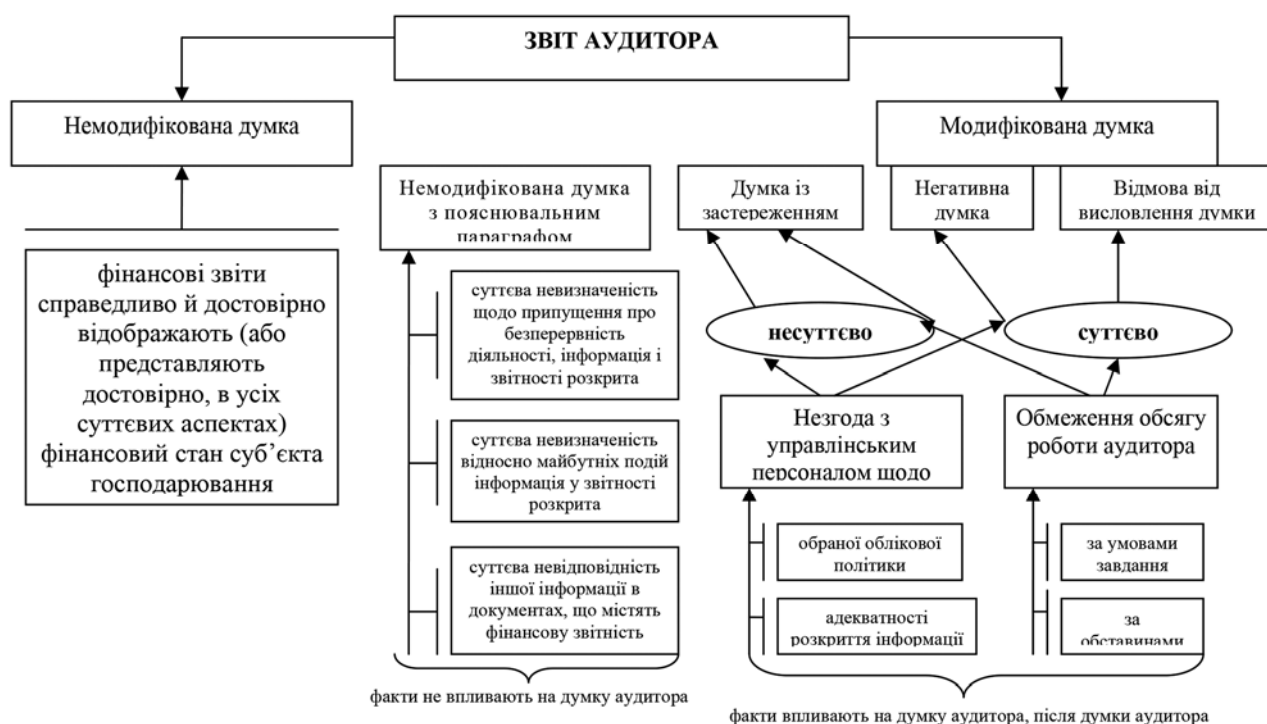 ЗВІТ АУДИТОРА
Немодифікована думка
Модифікована думка
Немодифікована думка
з пояснювальним
параграфом
Думка із
застереженням
Негативна
думка
Відмова від
висловлення думки
фінансові звіти
справедливо й достовірно
відображають (або
представляють
достовірно, в усіх
суттєвих аспектах)
фінансовий стан суб’єкта
господарювання
суттєва невизначеність
щодо припущення про
безперервність
діяльності, інформація і
звітності розкрита
суттєва невизначеність
відносно майбутніх подій
інформація у звітності
розкрита
суттєва невідповідність
іншої інформації в
документах, що містять
фінансову звітність
факти не впливають на думку аудитора
несуттєво
суттєво
Незгода з
управлінським
персоналом щодо
Обмеження обсягу
роботи аудитора
обраної облікової
політики
адекватності
розкриття інформації
за умовами
завдання
за
обставинами
факти впливають на думку аудитора, після думки аудитора